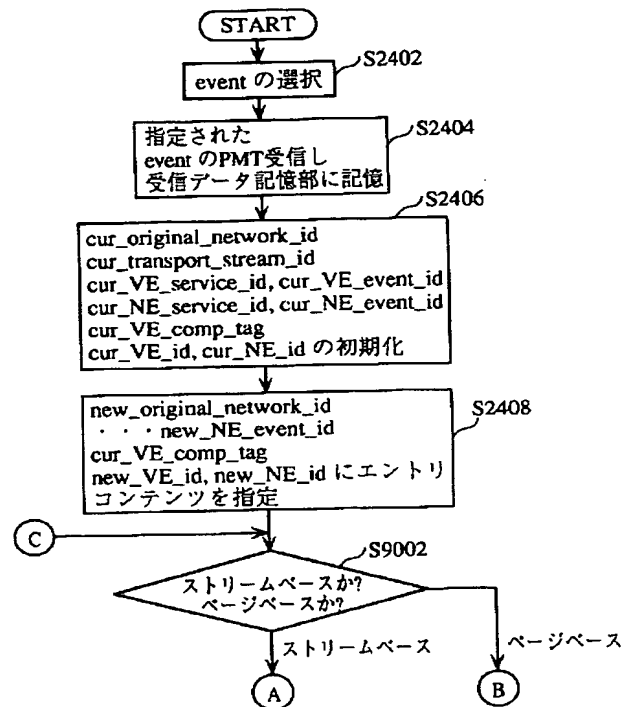 START
S2402
event の選択
S2404
指定された
event のPMT受信し
受信データ記憶部に記憶
S2406
cur_original_network_id
cur_transport_stream_id
cur_VE_service_id, cur_VE_event_id
cur_NE_service_id, cur_NE_event_id
cur_VE_comp_tag
cur_VE_id, cur_NE_id の初期化
S2408
new_original_network_id
・・・new_NE_event_id
cur_VE_comp_tag
new_VE_id, new_NE_id にエントリ
コンテンツを指定
C
S9002
ストリームベースか?
ページベースか?
ストリームベース
ページベース
A
B